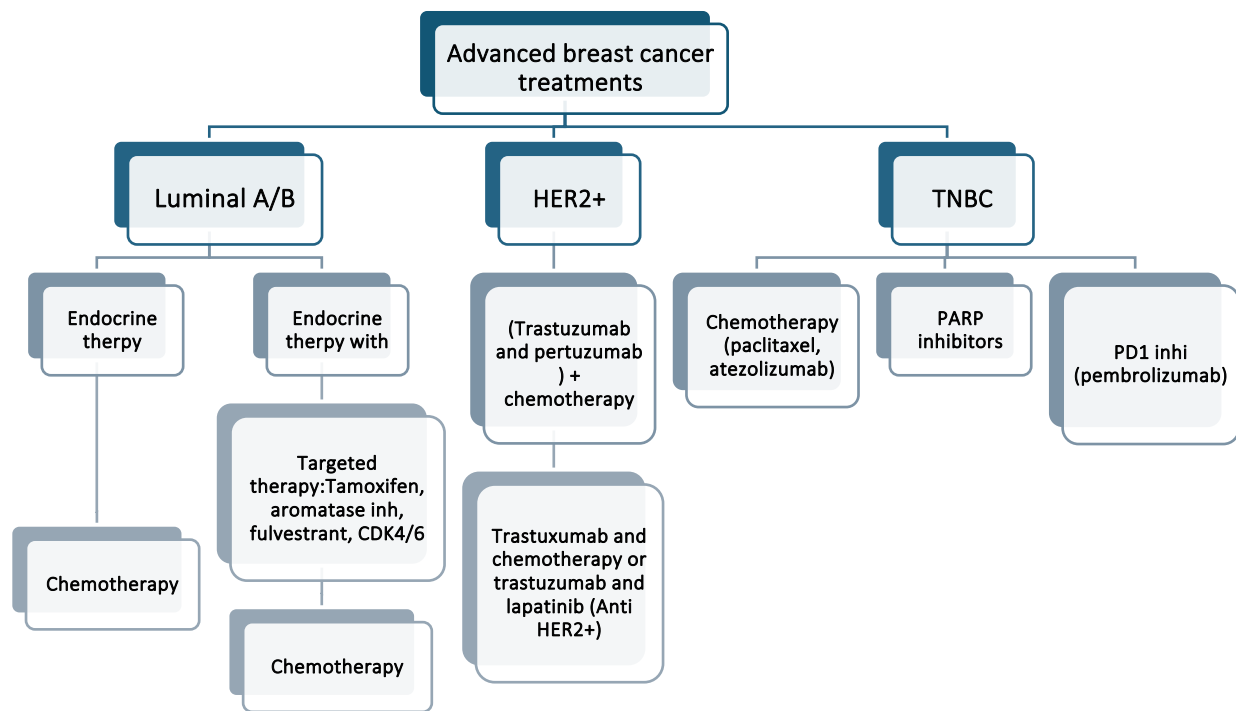 Advanced breast cancer
treatments
Luminal A/B
HER2+
TNBC
Endocrine
therpy
Endocrine
therpy with
(Trastuzumab
and pertuzumab
) +
chemotherapy
Chemotherapy
(paclitaxel,
atezolizumab)
PARP
inhibitors
PD1 inhi
(pembrolizumab)
Targeted
therapy:Tamoxifen,
aromatase inh,
fulvestrant, CDK4/6
Trastuxumab and
chemotherapy or
trastuzumab and
lapatinib (Anti
HER2+)
Chemotherapy
Chemotherapy